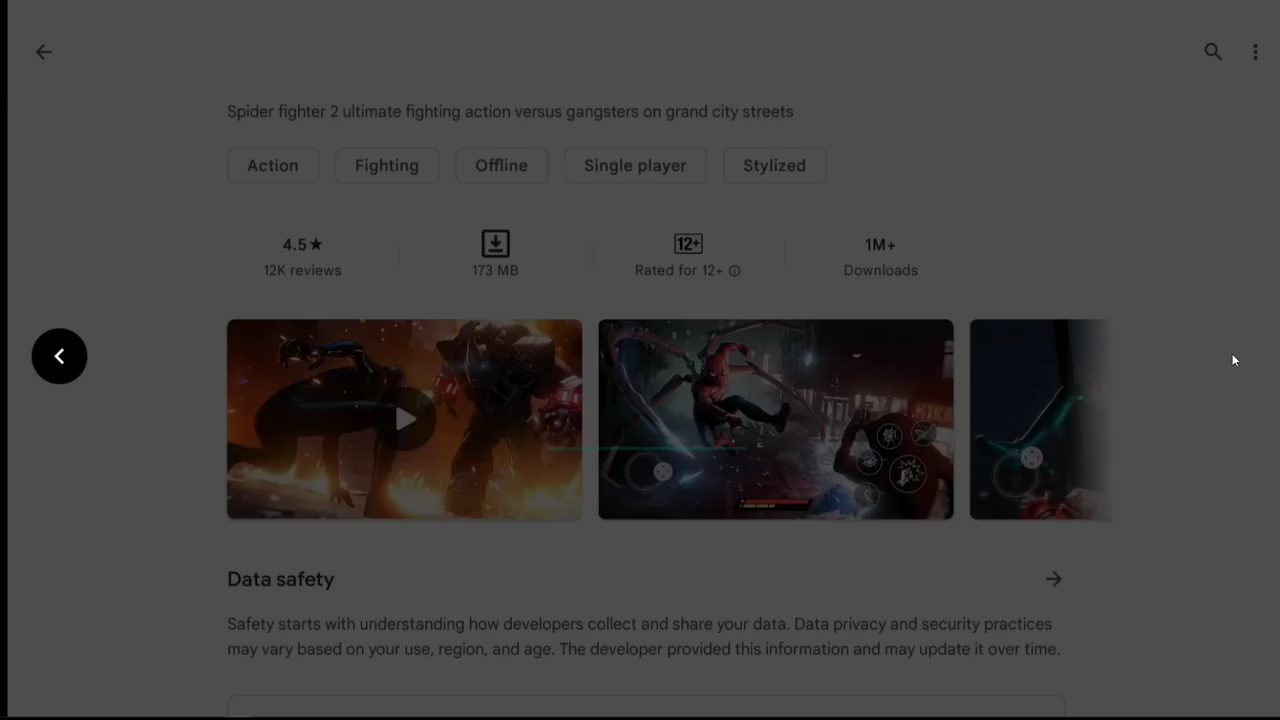 Spider fighter 2 ultimate fighting action versus gangsters on grand city streets
Action
Fighting
Offline
Single player
Stylized
4.5★
12K reviews
173 MB
12+
Rated for 12+
1M+
Downloads
Data safety
Safety starts with understanding how developers collect and share your data. Data privacy and security practices
may vary based on your use, region, and age. The developer provided this information and may update it over time.